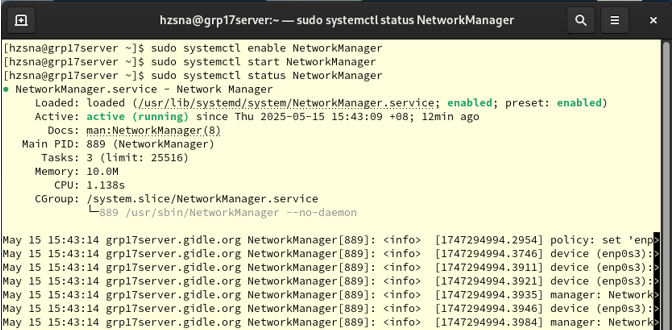 hzsna@grp17server:~ — sudo systemctl status NetworkManager
[hzsna@grp17server ~]$ sudo systemctl enable NetworkManager
[hzsna@grp17server ~]$ sudo systemctl start NetworkManager
[hzsna@grp17server ~]$ sudo systemctl status NetworkManager
● NetworkManager.service - Network Manager
     Loaded: loaded (/usr/lib/systemd/system/NetworkManager.service; enabled; preset: enabled)
     Active: active (running) since Thu 2025-05-15 15:43:09 +08; 12min ago
       Docs: man:NetworkManager(8)
   Main PID: 889 (NetworkManager)
      Tasks: 3 (limit: 25516)
     Memory: 10.0M
        CPU: 1.138s
     CGroup: /system.slice/NetworkManager.service
             └─889 /usr/sbin/NetworkManager --no-daemon
May 15 15:43:14 grp17server.gidle.org NetworkManager[889]: <info>  [1747294994.2954] policy: set 'enp>
May 15 15:43:14 grp17server.gidle.org NetworkManager[889]: <info>  [1747294994.3746] device (enp0s3):>
May 15 15:43:14 grp17server.gidle.org NetworkManager[889]: <info>  [1747294994.3911] device (enp0s3):>
May 15 15:43:14 grp17server.gidle.org NetworkManager[889]: <info>  [1747294994.3921] device (enp0s3):>
May 15 15:43:14 grp17server.gidle.org NetworkManager[889]: <info>  [1747294994.3935] manager: Network>
May 15 15:43:14 grp17server.gidle.org NetworkManager[889]: <info>  [1747294994.3946] device (enp0s3):>
May 15 15:43:14 grp17server.gidle.org NetworkManager[889]: <info>  [1747294994.3984] manager: Network>